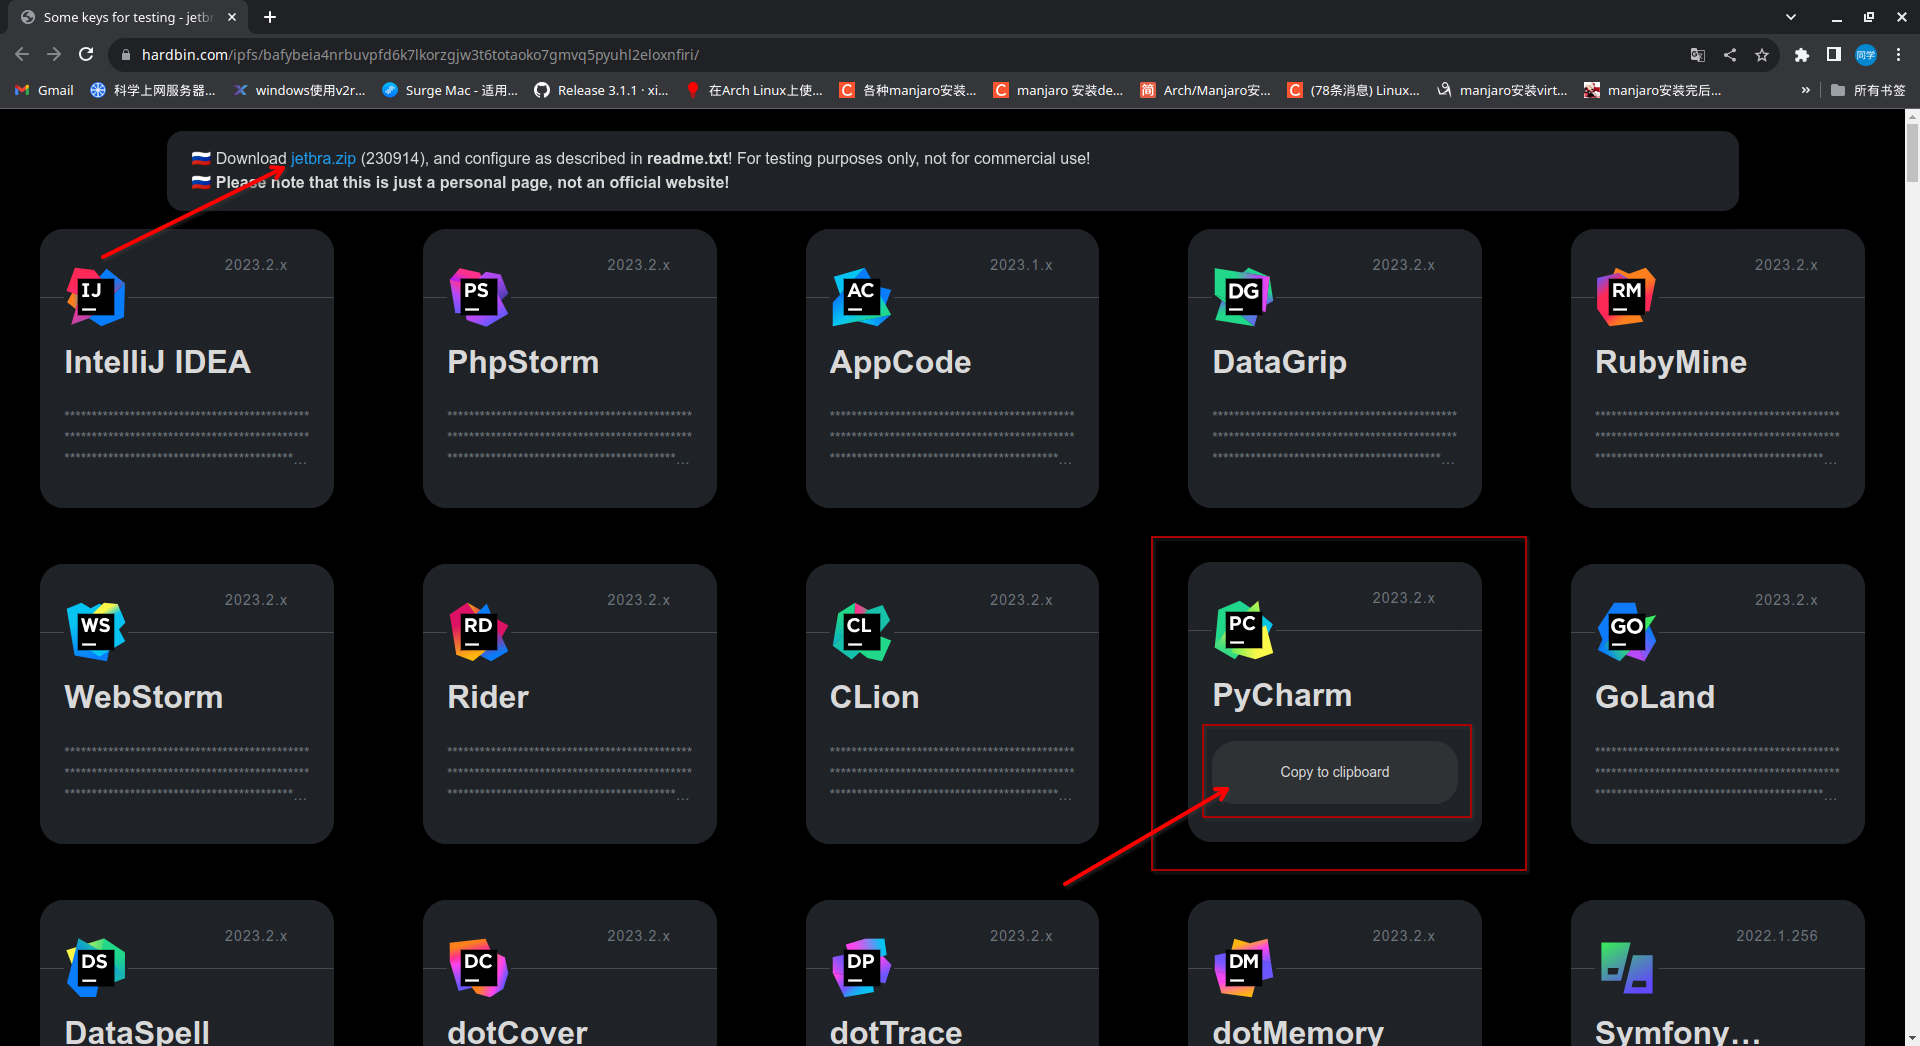 Some keys for testing - jetbr
hardbin.com/ipfs/bafybeia4nrbuvpfd6k7lkorzgjw3t6totaoko7gmvq5pyuhl2eloxnfiri/
同学
Gmail
科学上网服务器...
windows使用v2r...
Surge Mac - 适用...
Release 3.1.1 · xi...
在Arch Linux上使...
各种manjaro安装...
manjaro 安装de...
Arch/Manjaro安...
(78条消息) Linux...
manjaro安装virt...
manjaro安装完后...
»
所有书签
🇷🇺 Download jetbra.zip (230914), and configure as described in readme.txt! For testing purposes only, not for commercial use!
🇷🇺 Please note that this is just a personal page, not an official website!
2023.2.x
IJ
IntelliJ IDEA
*********************************************
*********************************************
******************************************...
2023.2.x
PS
PhpStorm
*********************************************
*********************************************
******************************************...
2023.1.x
AC
AppCode
*********************************************
*********************************************
******************************************...
2023.2.x
DG
DataGrip
*********************************************
*********************************************
******************************************...
2023.2.x
RM
RubyMine
*********************************************
*********************************************
******************************************...
2023.2.x
WS
WebStorm
*********************************************
*********************************************
******************************************...
2023.2.x
RD
Rider
*********************************************
*********************************************
******************************************...
2023.2.x
CL
CLion
*********************************************
*********************************************
******************************************...
2023.2.x
PC
PyCharm
Copy to clipboard
2023.2.x
GO
GoLand
*********************************************
*********************************************
******************************************...
2023.2.x
DS
DataSpell
2023.2.x
DC
dotCover
2023.2.x
DP
dotTrace
2023.2.x
DM
dotMemory
2022.1.256
Symfony...